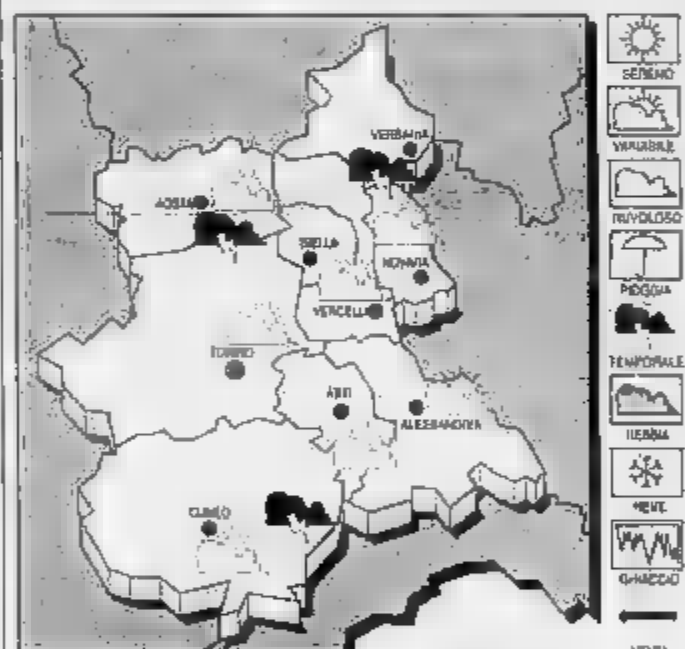 VERBANIA
AOSTA
BIELLA
NOVARA
VERCELLI
TORINO
ASTI
ALESSANDRIA
CUNEO
SERENO
VARIABILE
NUVOLOSO
PIOGGIA
TEMPORALE
NEBBIA
NEVE
GHIACCIO